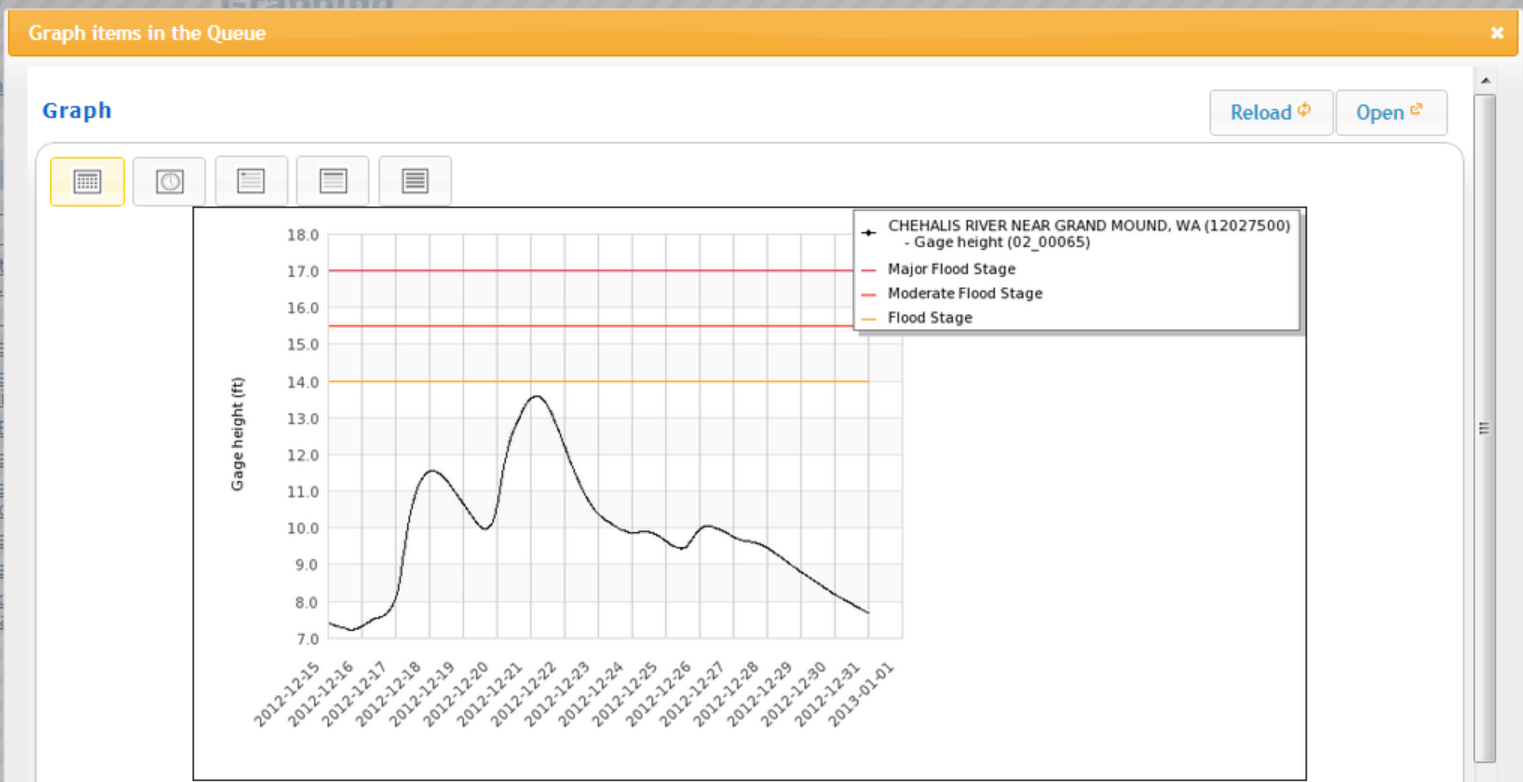 Graphing
Graph items in the Queue
Graph
Reload
Open
CHEHALIS RIVER NEAR GRAND MOUND, WA (12027500)
- Gage height (02_00065)
Major Flood Stage
Moderate Flood Stage
Flood Stage
18.0
17.0
16.0
15.0
14.0
13.0
12.0
11.0
10.0
9.0
8.0
7.0
Gage height (ft)
2012-12-15
2012-12-16
2012-12-17
2012-12-18
2012-12-19
2012-12-20
2012-12-21
2012-12-22
2012-12-23
2012-12-24
2012-12-25
2012-12-26
2012-12-27
2012-12-28
2012-12-29
2012-12-30
2012-12-31
2013-01-01